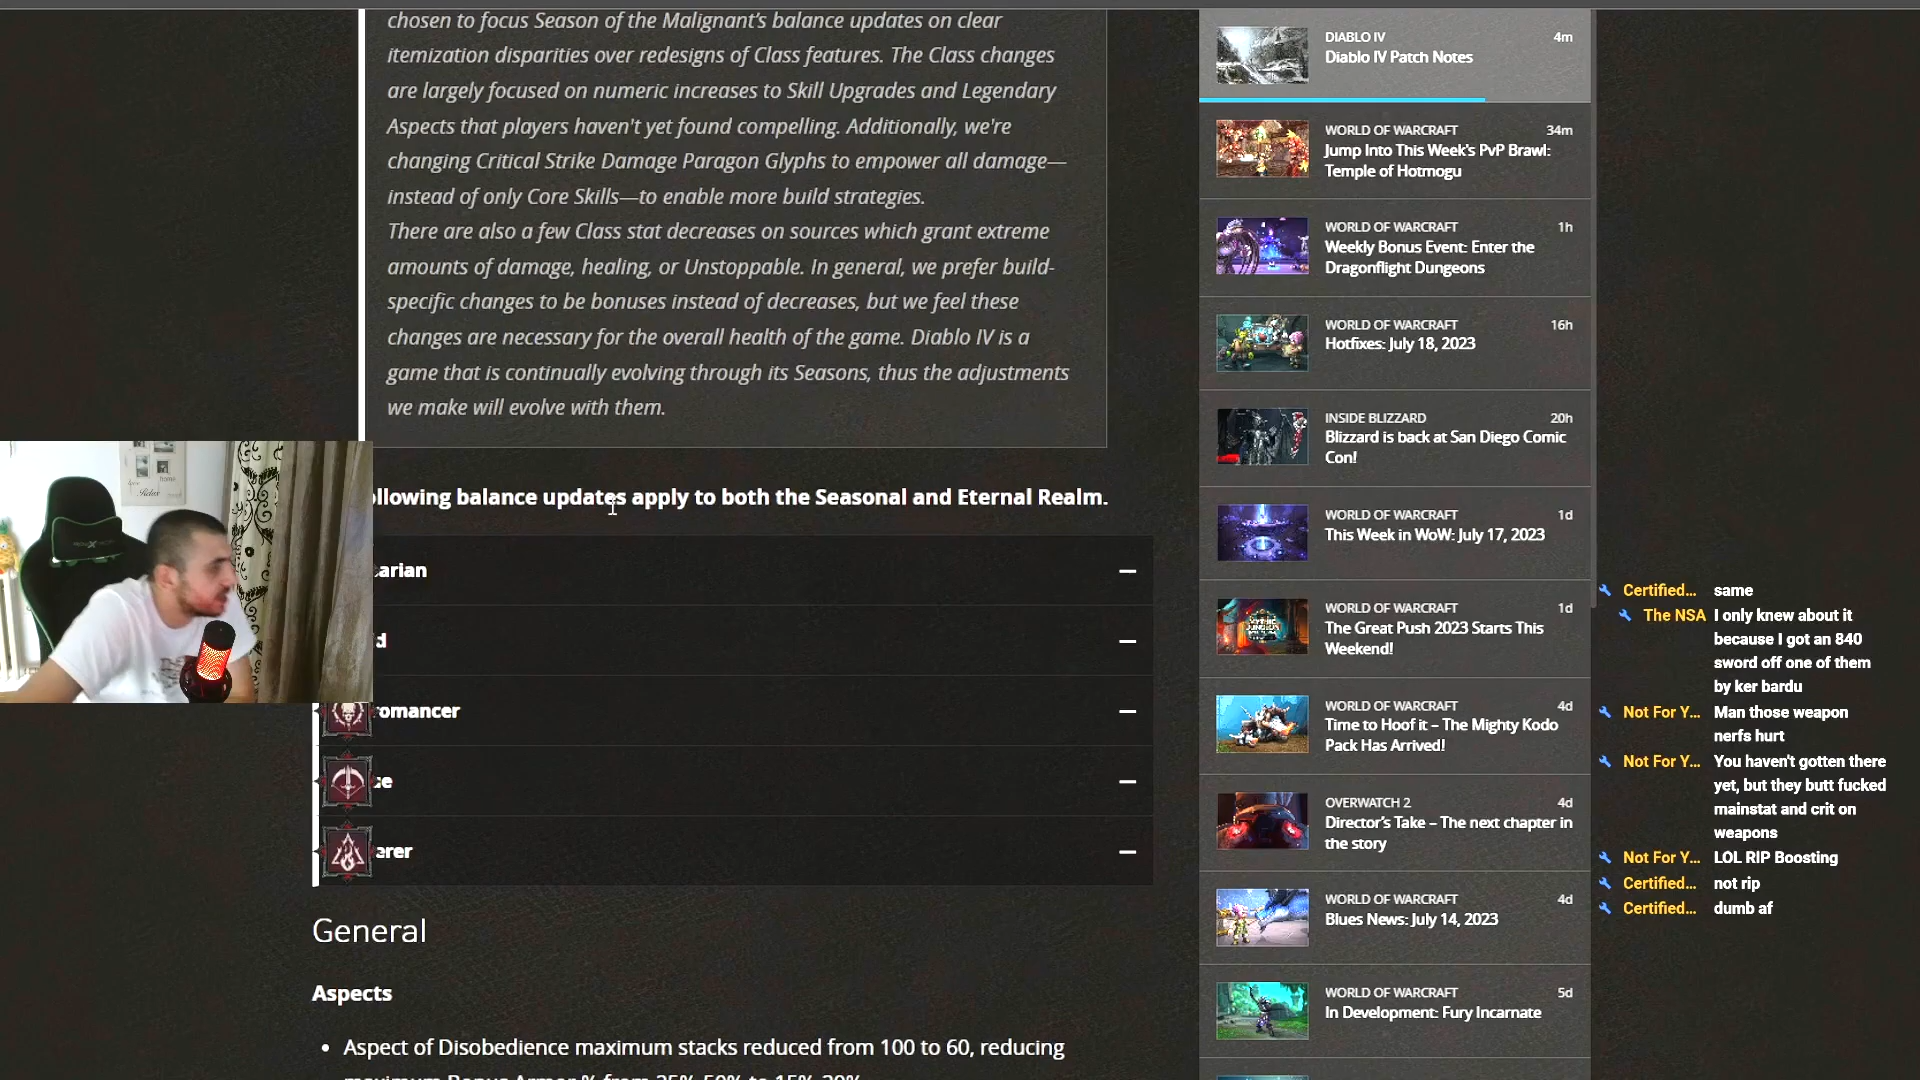 chosen to focus Season of the Malignant's balance updates on clear
itemization disparities over redesigns of Class features. The Class changes
are largely focused on numeric increases to Skill Upgrades and Legendary
Aspects that players haven't yet found compelling. Additionally, we're
changing Critical Strike Damage Paragon Glyphs to empower all damage—
instead of only Core Skills—to enable more build strategies.
There are also a few Class stat decreases on sources which grant extreme
amounts of damage, healing, or Unstoppable. In general, we prefer build-
specific changes to be bonuses instead of decreases, but we feel these
changes are necessary for the overall health of the game. Diablo IV is a
game that is continually evolving through its Seasons, thus the adjustments
we make will evolve with them.
ollowing balance updates apply to both the Seasonal and Eternal Realm.
arian
d
romancer
e
erer
General
Aspects
• Aspect of Disobedience maximum stacks reduced from 100 to 60, reducing
DIABLO IV 4m
Diablo IV Patch Notes
WORLD OF WARCRAFT 34m
Jump Into This Week's PvP Brawl:
Temple of Hotmogu
WORLD OF WARCRAFT 1h
Weekly Bonus Event: Enter the
Dragonflight Dungeons
WORLD OF WARCRAFT 16h
Hotfixes: July 18, 2023
INSIDE BLIZZARD 20h
Blizzard is back at San Diego Comic
Con!
WORLD OF WARCRAFT 1d
This Week in WoW: July 17, 2023
WORLD OF WARCRAFT 1d
The Great Push 2023 Starts This
Weekend!
WORLD OF WARCRAFT 4d
Time to Hoof it – The Mighty Kodo
Pack Has Arrived!
OVERWATCH 2 4d
Director's Take – The next chapter in
the story
WORLD OF WARCRAFT 4d
Blues News: July 14, 2023
WORLD OF WARCRAFT 5d
In Development: Fury Incarnate
Certified... same
The NSA I only knew about it
because I got an 840
sword off one of them
by ker bardu
Not For Y... Man those weapon
nerfs hurt
Not For Y... You haven't gotten there
yet, but they butt fucked
mainstat and crit on
weapons
Not For Y... LOL RIP Boosting
Certified... not rip
Certified... dumb af